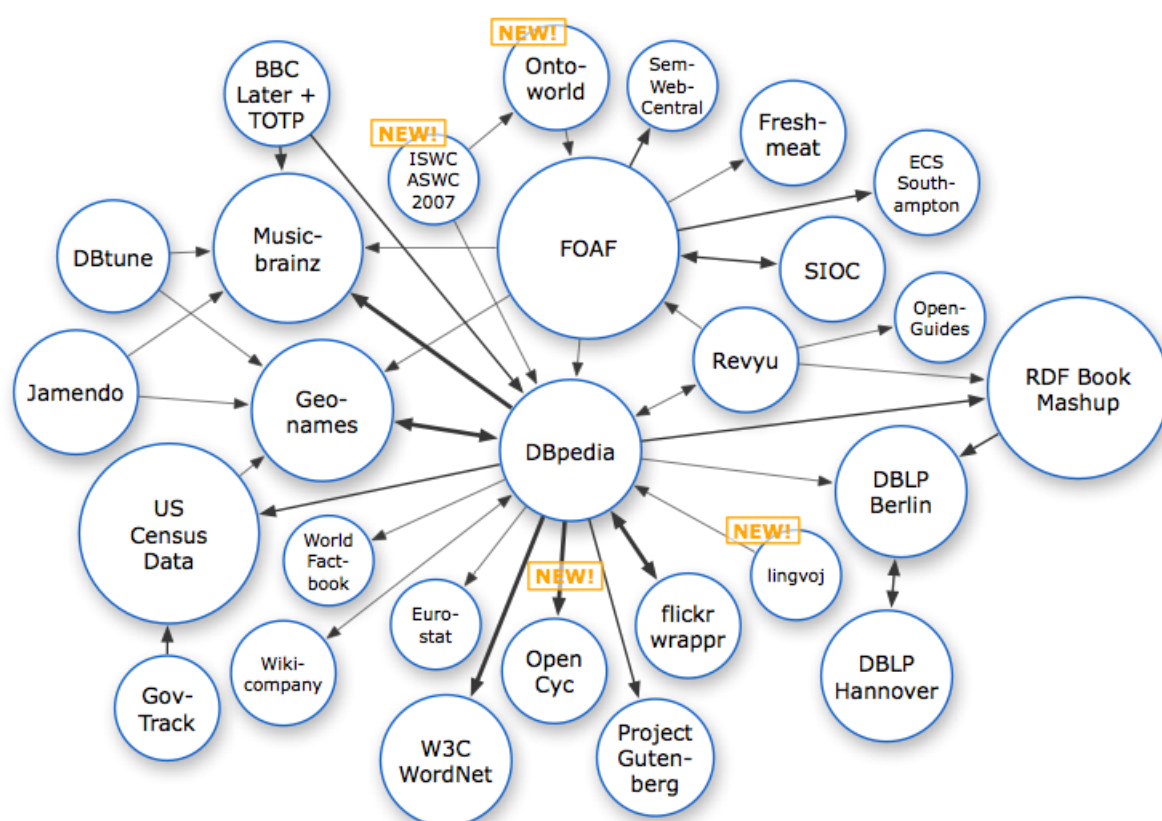 NEW!
Onto-
world
BBC
Later +
TOTP
Sem-
Web-
Central
NEW!
ISWC
ASWC
2007
Fresh-
meat
ECS
South-
ampton
DBtune
Music-
brainz
FOAF
SIOC
Open-
Guides
Revyu
RDF Book
Mashup
Jamendo
Geo-
names
DBpedia
DBLP
Berlin
US
Census
Data
World
Fact-
book
NEW!
lingvoj
NEW!
Open
Cyc
Euro-
stat
flickr
wrappr
Wiki-
company
Gov-
Track
DBLP
Hannover
W3C
WordNet
Project
Guten-
berg